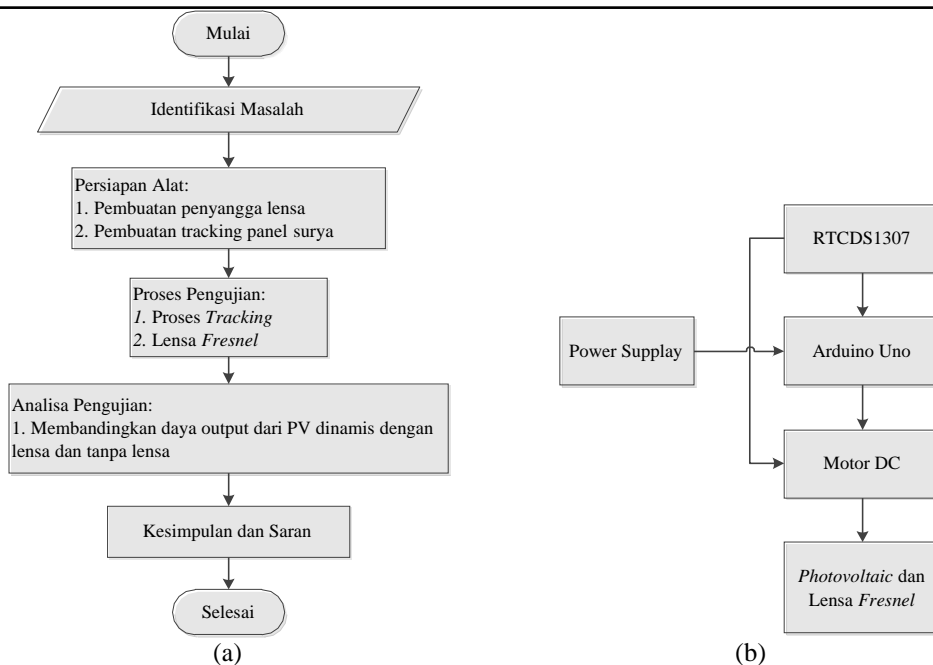 Mulai
Identifikasi Masalah
Persiapan Alat:
1. Pembuatan penyangga lensa
2. Pembuatan tracking panel surya
Proses Pengujian:
1. Proses Tracking
2. Lensa Fresnel
Analisa Pengujian:
1. Membandingkan daya output dari PV dinamis dengan
lensa dan tanpa lensa
Kesimpulan dan Saran
Selesai
(a)
RTCDS1307
Power Supplay
Arduino Uno
Motor DC
Photovoltaic dan
Lensa Fresnel
(b)